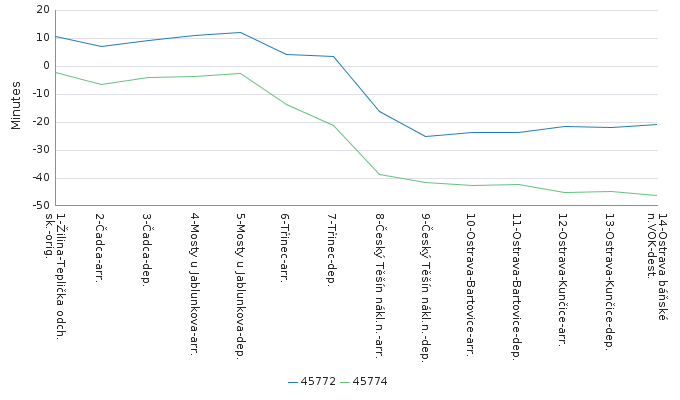 20
10
0
-10
-20
-30
-40
-50
Minutes
1-Žilina-Teplička odch.
sk.-orig.
2-Čadca-arr.
3-Čadca-dep.
4-Mosty u Jablunkova-arr.
5-Mosty u Jablunkova-dep.
6-Třinec-arr.
7-Třinec-dep.
8-Český Těšín nákl.n.-arr.
9-Český Těšín nákl.n.-dep.
10-Ostrava-Bartovice-arr.
11-Ostrava-Bartovice-dep.
12-Ostrava-Kunčice-arr.
13-Ostrava-Kunčice-dep.
14-Ostrava báňské
n.VOK-dest.
45772
45774